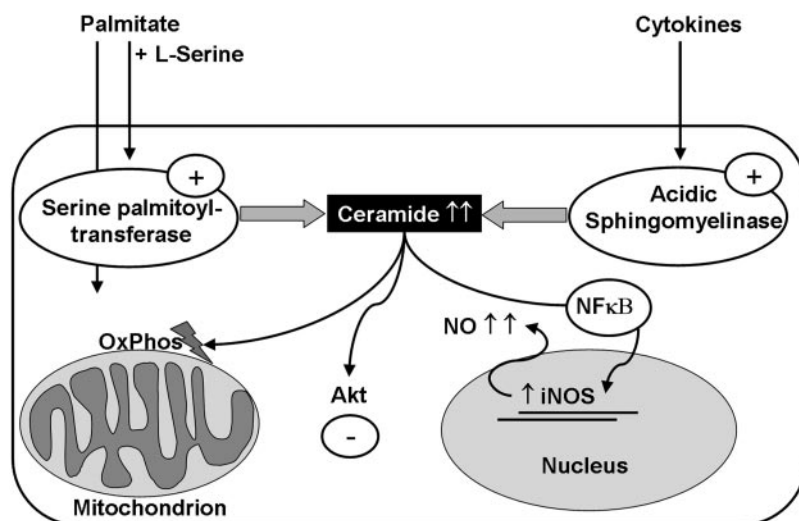 Palmitate
+ L-Serine
Cytokines
+
Serine palmitoyl-
transferase
Ceramide ↑↑
+
Acidic
Sphingomyelinase
OxPhos
NO ↑↑
NFκB
Akt
-
↑ iNOS
Nucleus
Mitochondrion